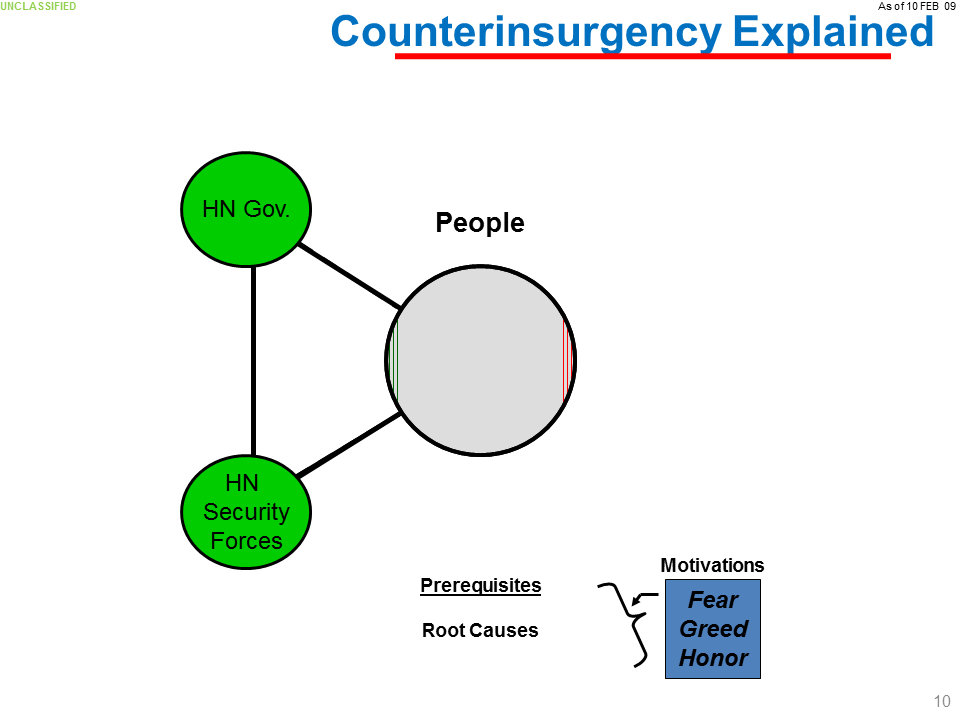 UNCLASSIFIED
As of 10 FEB 09
Counterinsurgency Explained
HN Gov.
People
HN
Security
Forces
Motivations
Prerequisites
Fear
Greed
Root Causes
Honor
10